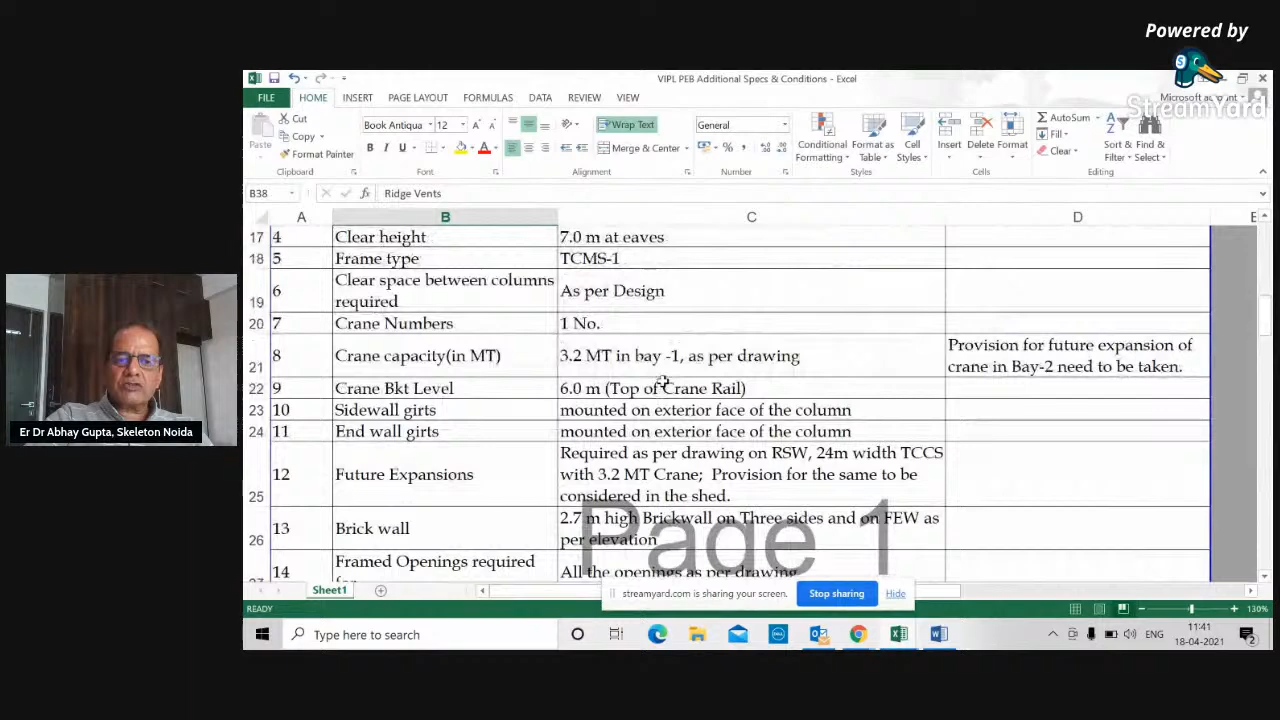 Powered by
StreamYard
VIPL PEB Additional Specs & Conditions - Excel
Microsoft account
FILE HOME INSERT PAGE LAYOUT FORMULAS DATA REVIEW VIEW
Cut
Copy
Format Painter
Paste
Book Antiqua 12
B I U
Wrap Text
Merge & Center
General
Conditional Formatting
Format as Table
Cell Styles
Insert Delete Format
AutoSum
Fill
Clear
Sort & Filter
Find & Select
Clipboard Font Alignment Number Styles Cells Editing
B38 Ridge Vents
A B C D E
17 4 Clear height 7.0 m at eaves
18 5 Frame type TCMS-1
19 6 Clear space between columns required As per Design
20 7 Crane Numbers 1 No.
21 8 Crane capacity(in MT) 3.2 MT in bay -1, as per drawing Provision for future expansion of crane in Bay-2 need to be taken.
22 9 Crane Bkt Level 6.0 m (Top of Crane Rail)
23 10 Sidewall girts mounted on exterior face of the column
24 11 End wall girts mounted on exterior face of the column
25 12 Future Expansions Required as per drawing on RSW, 24m width TCCS with 3.2 MT Crane; Provision for the same to be considered in the shed.
26 13 Brick wall 2.7 m high Brickwall on Three sides and on FEW as per elevation
14 Framed Openings required All the openings as per drawing
Page 1
Er Dr Abhay Gupta, Skeleton Noida
Sheet1
streamyard.com is sharing your screen. Stop sharing Hide
READY 130%
Type here to search
ENG
11:41
18-04-2021
2